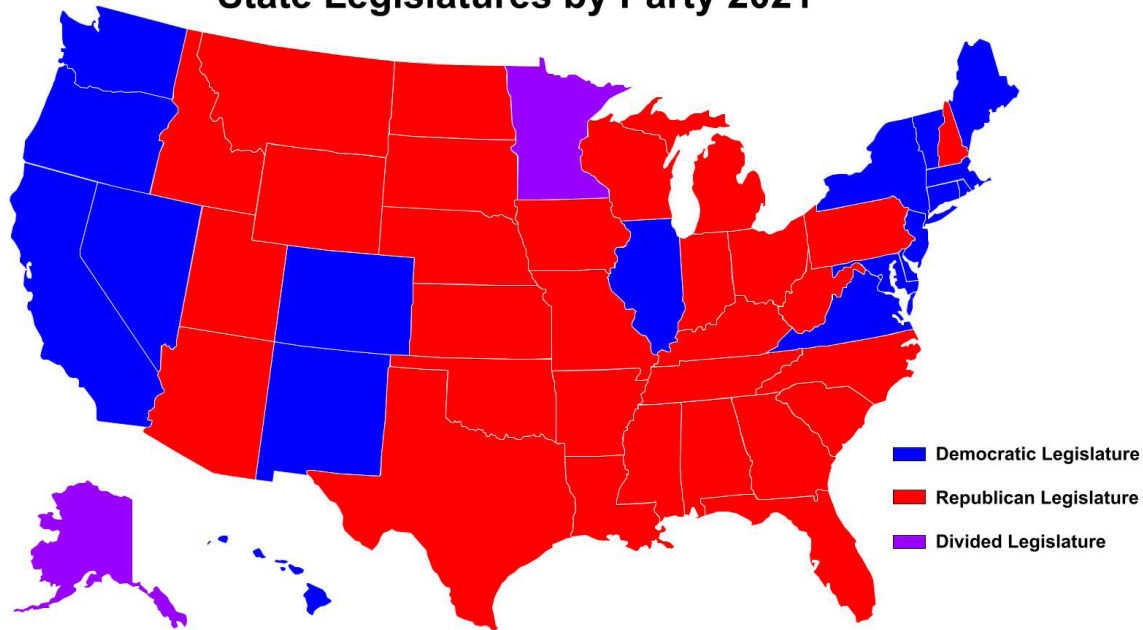 State Legislatures by Party 2021
Democratic Legislature
Republican Legislature
Divided Legislature